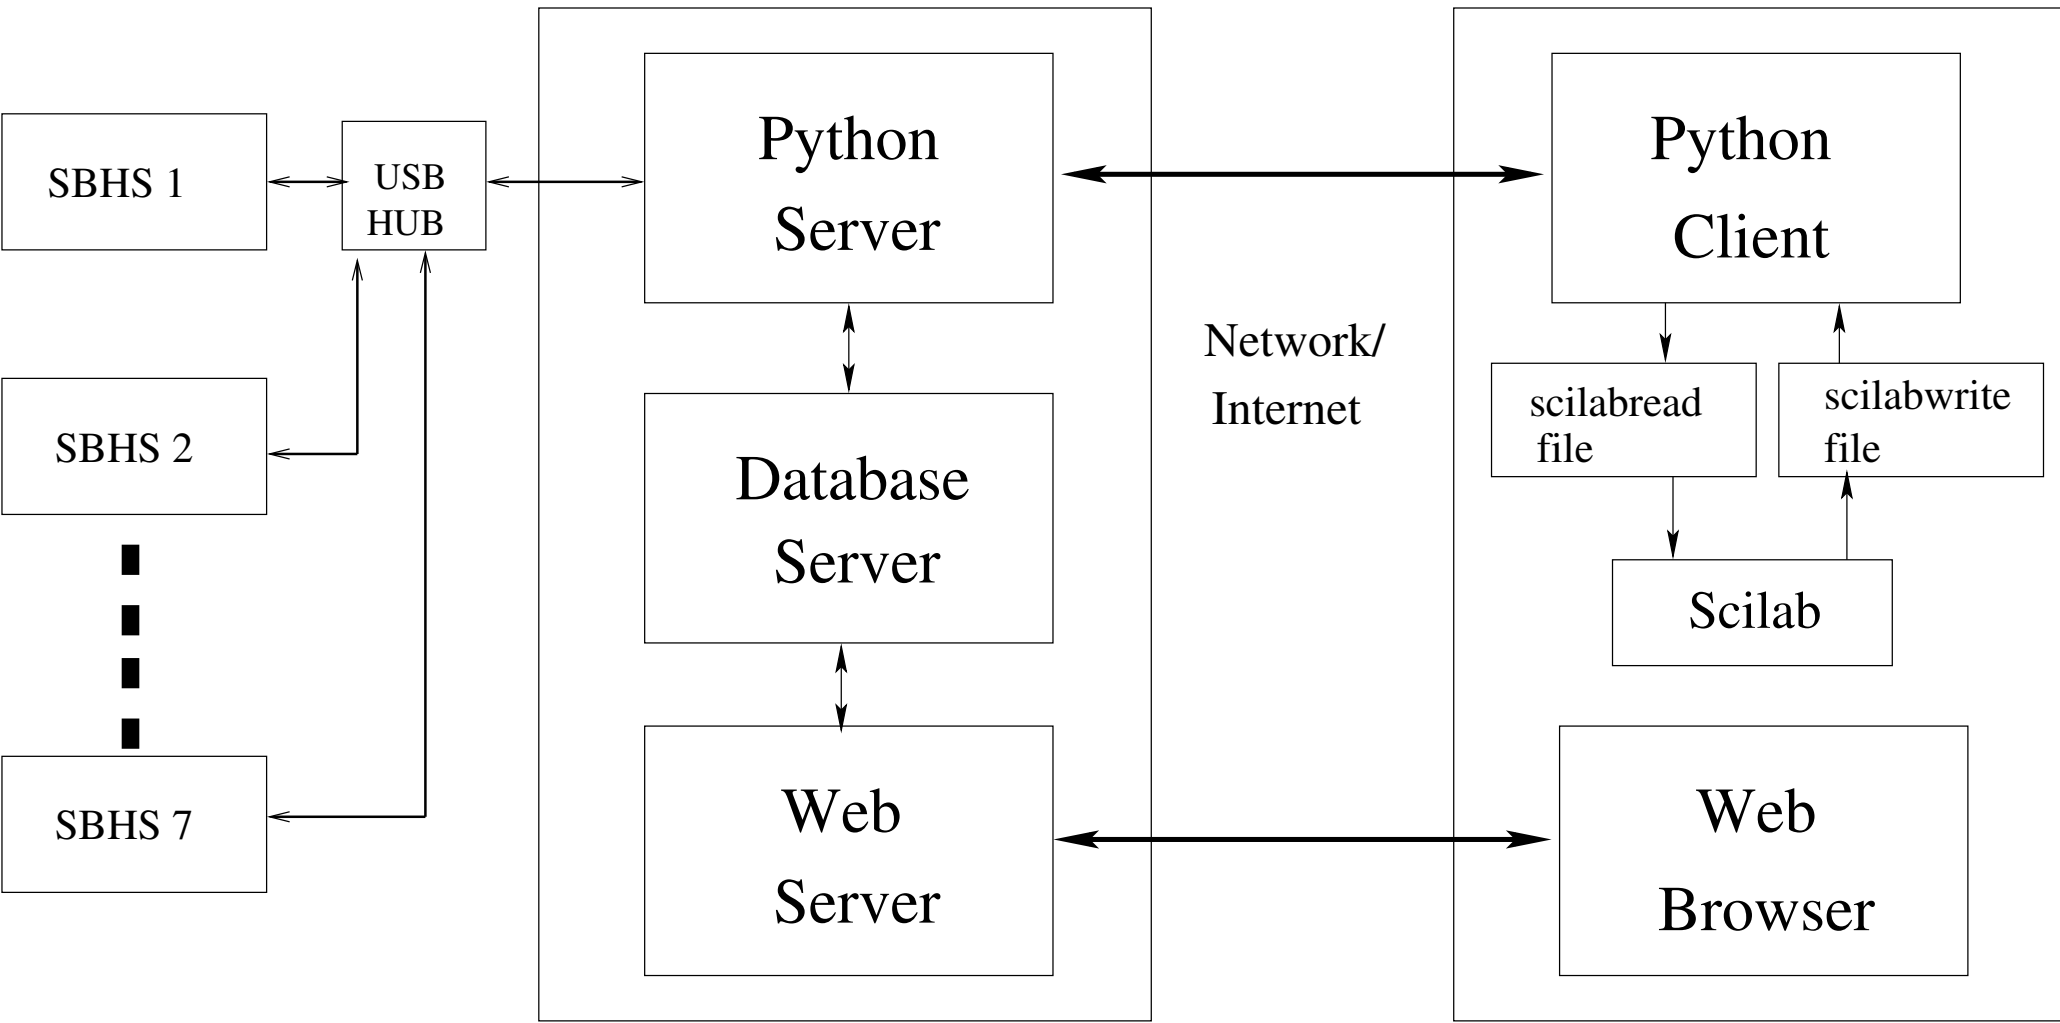 SBHS 1
USB
HUB
SBHS 2
SBHS 7
Python
Server
Database
Server
Web
Server
Network/
Internet
Python
Client
scilabread
file
scilabwrite
file
Scilab
Web
Browser